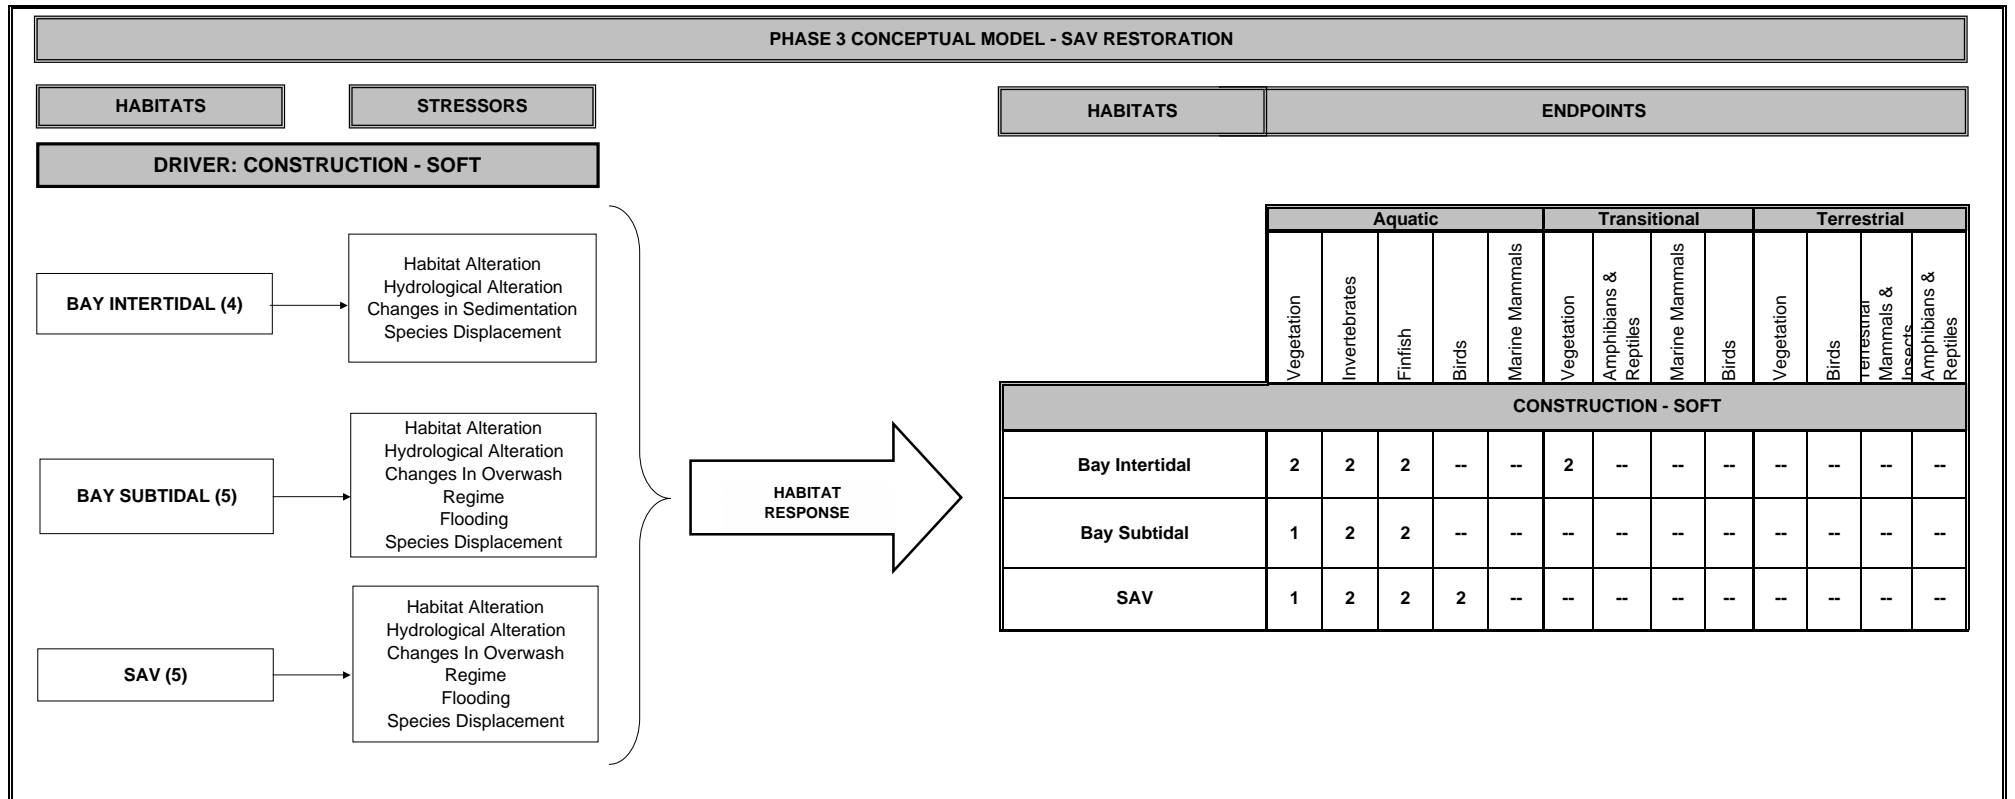 PHASE 3 CONCEPTUAL MODEL - SAV RESTORATION
HABITATS
STRESSORS
DRIVER: CONSTRUCTION - SOFT
BAY INTERTIDAL (4)
Habitat Alteration
Hydrological Alteration
Changes in Sedimentation
Species Displacement
BAY SUBTIDAL (5)
Habitat Alteration
Hydrological Alteration
Changes In Overwash
Regime
Flooding
Species Displacement
SAV (5)
Habitat Alteration
Hydrological Alteration
Changes In Overwash
Regime
Flooding
Species Displacement
HABITAT
RESPONSE
HABITATS
ENDPOINTS
Aquatic
Transitional
Terrestrial
Vegetation
Invertebrates
Finfish
Birds
Marine Mammals
Vegetation
Amphibians &
Reptiles
Marine Mammals
Birds
Vegetation
Birds
Terrestrial
Mammals &
Insects
Amphibians &
Reptiles
CONSTRUCTION - SOFT
Bay Intertidal 2 2 2 -- -- 2 -- -- -- -- -- -- --
Bay Subtidal 1 2 2 -- -- -- -- -- -- -- -- -- --
SAV 1 2 2 2 -- -- -- -- -- -- -- -- --